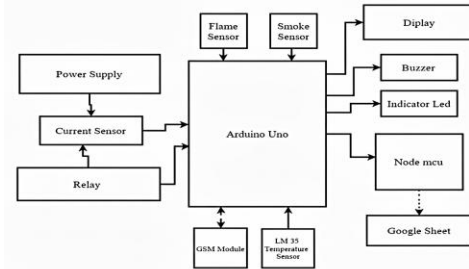 Flame
Sensor
Smoke
Sensor
Diplay
Power Supply
Buzzer
Current Sensor
Indicator Led
Arduino Uno
Node mcu
Relay
GSM Module
LM 35
Temperature
Sensor
Google Sheet